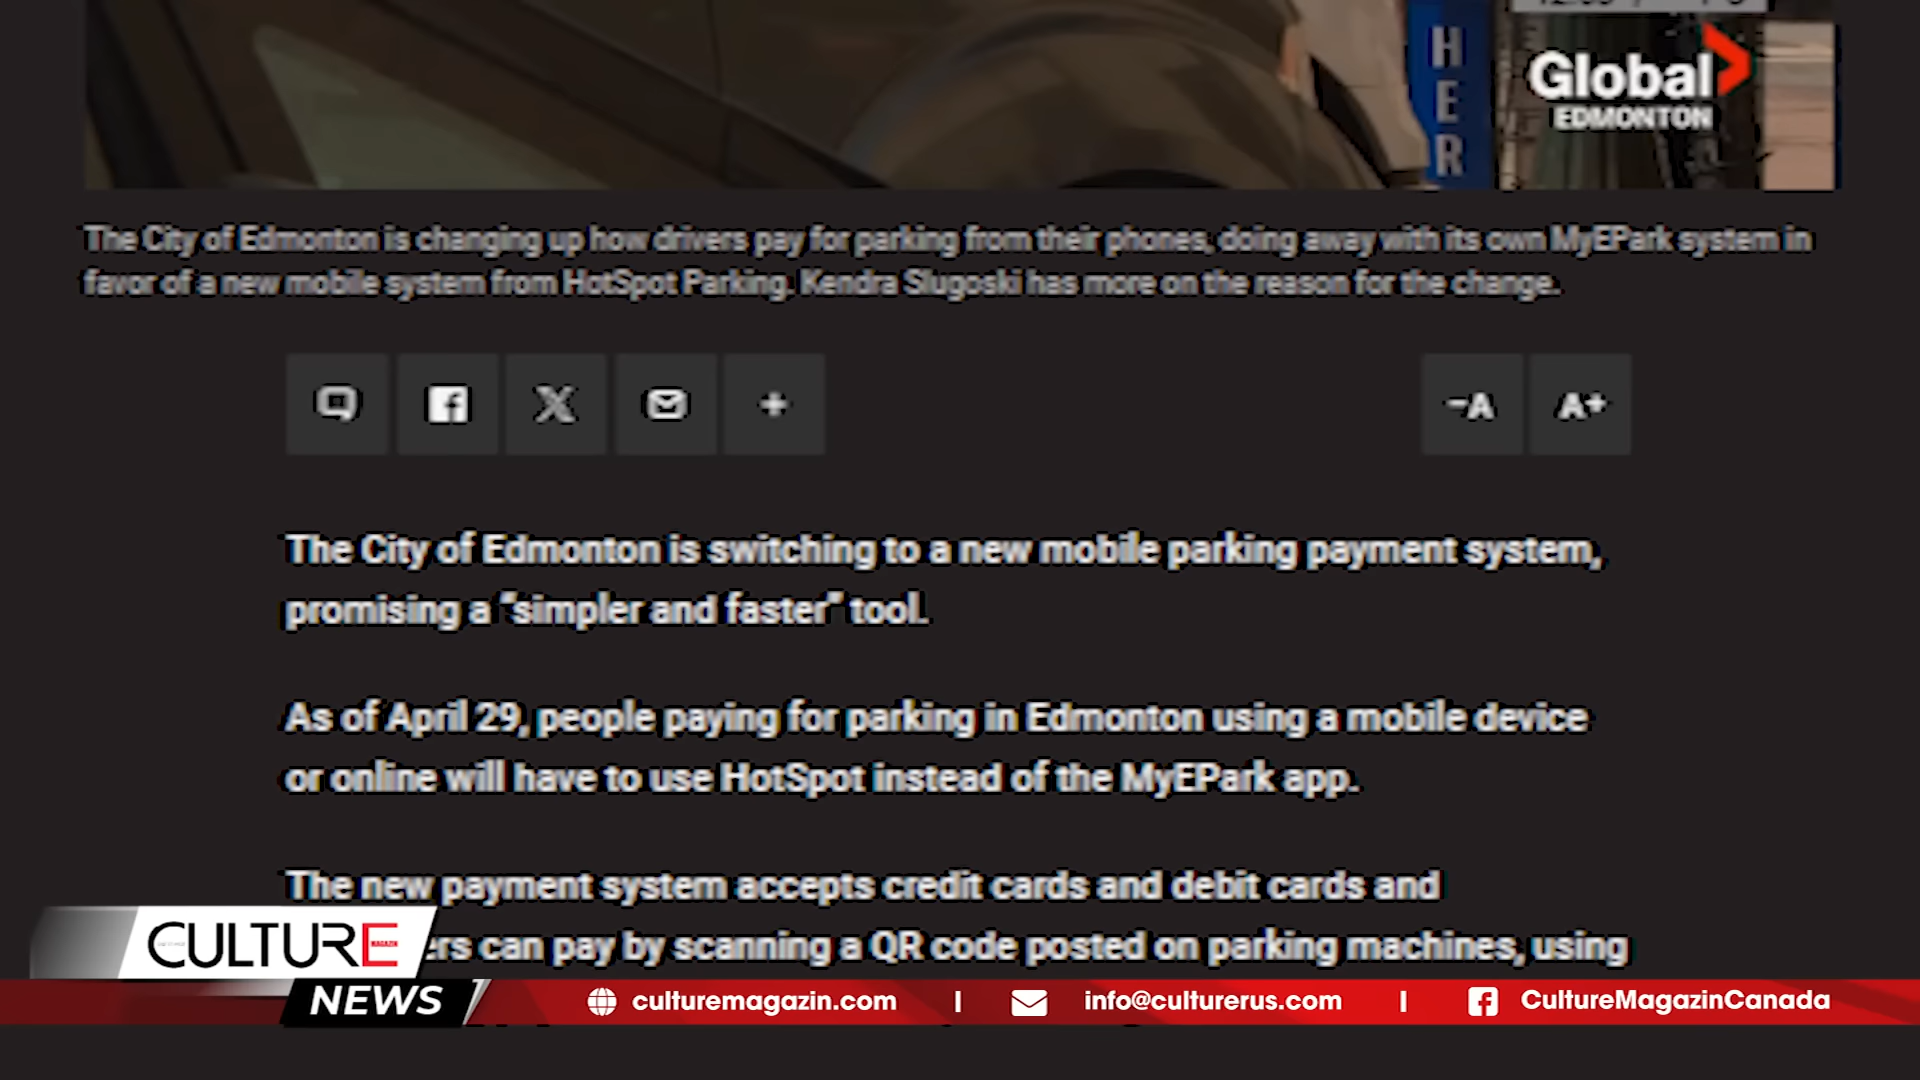 H
E
R
Global
EDMONTON
The City of Edmonton is changing up how drivers pay for parking from their phones, doing away with its own MyEPark system in
favor of a new mobile system from HotSpot Parking. Kendra Slugoski has more on the reason for the change.
-A A+
The City of Edmonton is switching to a new mobile parking payment system,
promising a “simpler and faster” tool.
As of April 29, people paying for parking in Edmonton using a mobile device
or online will have to use HotSpot instead of the MyEPark app.
The new payment system accepts credit cards and debit cards and
ers can pay by scanning a QR code posted on parking machines, using
CULTURE
NEWS
culturemagazin.com | info@culturerus.com | CultureMagazinCanada